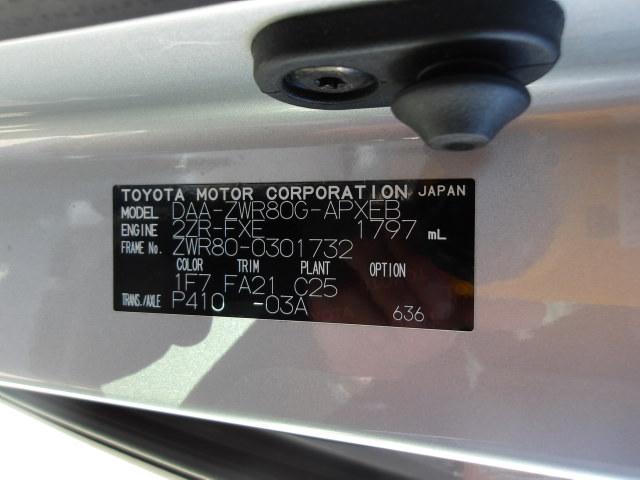 TOYOTA MOTOR CORPORATION JAPAN
MODEL DAA-ZWR80G-APXEB
ENGINE 2ZR-FXE 1797 mL
FRAME No. ZWR80-0301732
COLOR TRIM PLANT OPTION
1F7 FA21 C25
TRANS./AXLE P410 -03A
636